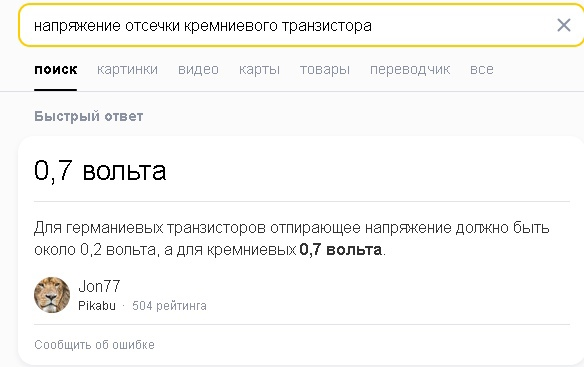 напряжение отсечки кремниевого транзистора
поиск картинки видео карты товары переводчик все
Быстрый ответ
0,7 вольта
Для германиевых транзисторов отпирающее напряжение должно быть
около 0,2 вольта, а для кремниевых 0,7 вольта.
Jon77
Pikabu · 504 рейтинга
Сообщить об ошибке